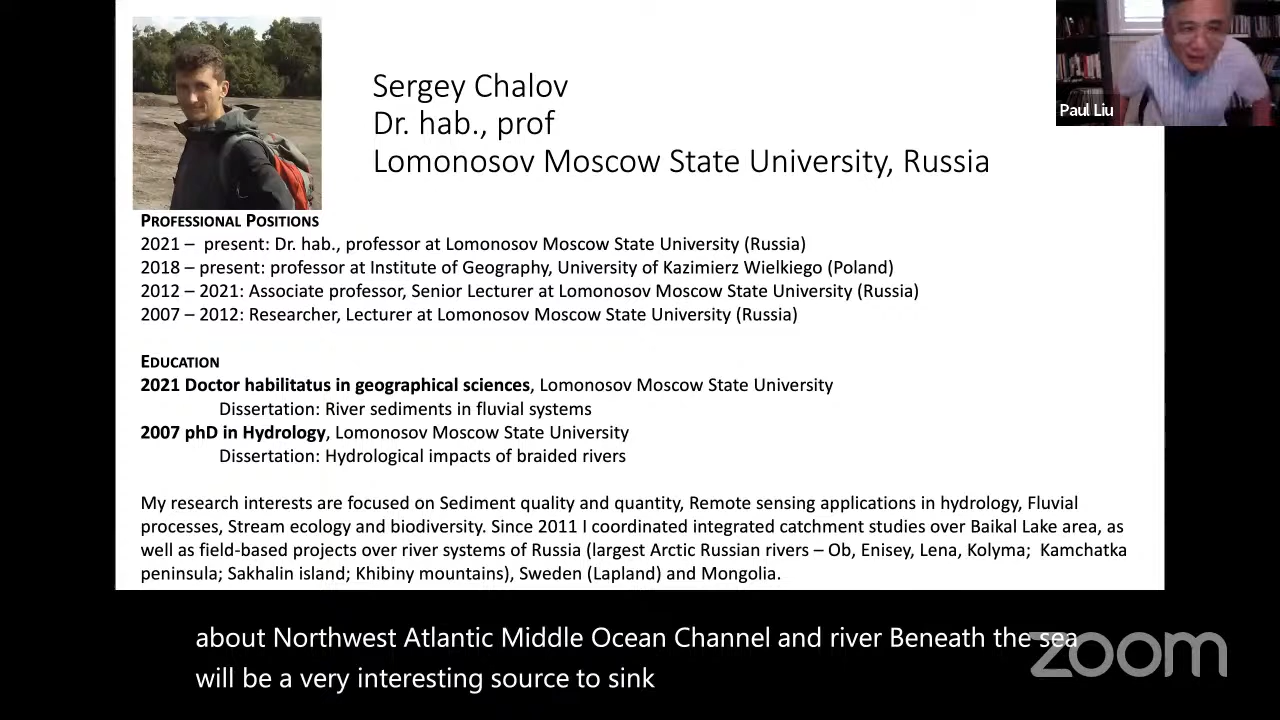 Sergey Chalov
Dr. hab., prof
Lomonosov Moscow State University, Russia
Paul Liu
PROFESSIONAL POSITIONS
2021 – present: Dr. hab., professor at Lomonosov Moscow State University (Russia)
2018 – present: professor at Institute of Geography, University of Kazimierz Wielkiego (Poland)
2012 – 2021: Associate professor, Senior Lecturer at Lomonosov Moscow State University (Russia)
2007 – 2012: Researcher, Lecturer at Lomonosov Moscow State University (Russia)
EDUCATION
2021 Doctor habilitatus in geographical sciences, Lomonosov Moscow State University
Dissertation: River sediments in fluvial systems
2007 phD in Hydrology, Lomonosov Moscow State University
Dissertation: Hydrological impacts of braided rivers
My research interests are focused on Sediment quality and quantity, Remote sensing applications in hydrology, Fluvial
processes, Stream ecology and biodiversity. Since 2011 I coordinated integrated catchment studies over Baikal Lake area, as
well as field-based projects over river systems of Russia (largest Arctic Russian rivers – Ob, Enisey, Lena, Kolyma; Kamchatka
peninsula; Sakhalin island; Khibiny mountains), Sweden (Lapland) and Mongolia.
about Northwest Atlantic Middle Ocean Channel and river Beneath the sea
will be a very interesting source to sink
zoom